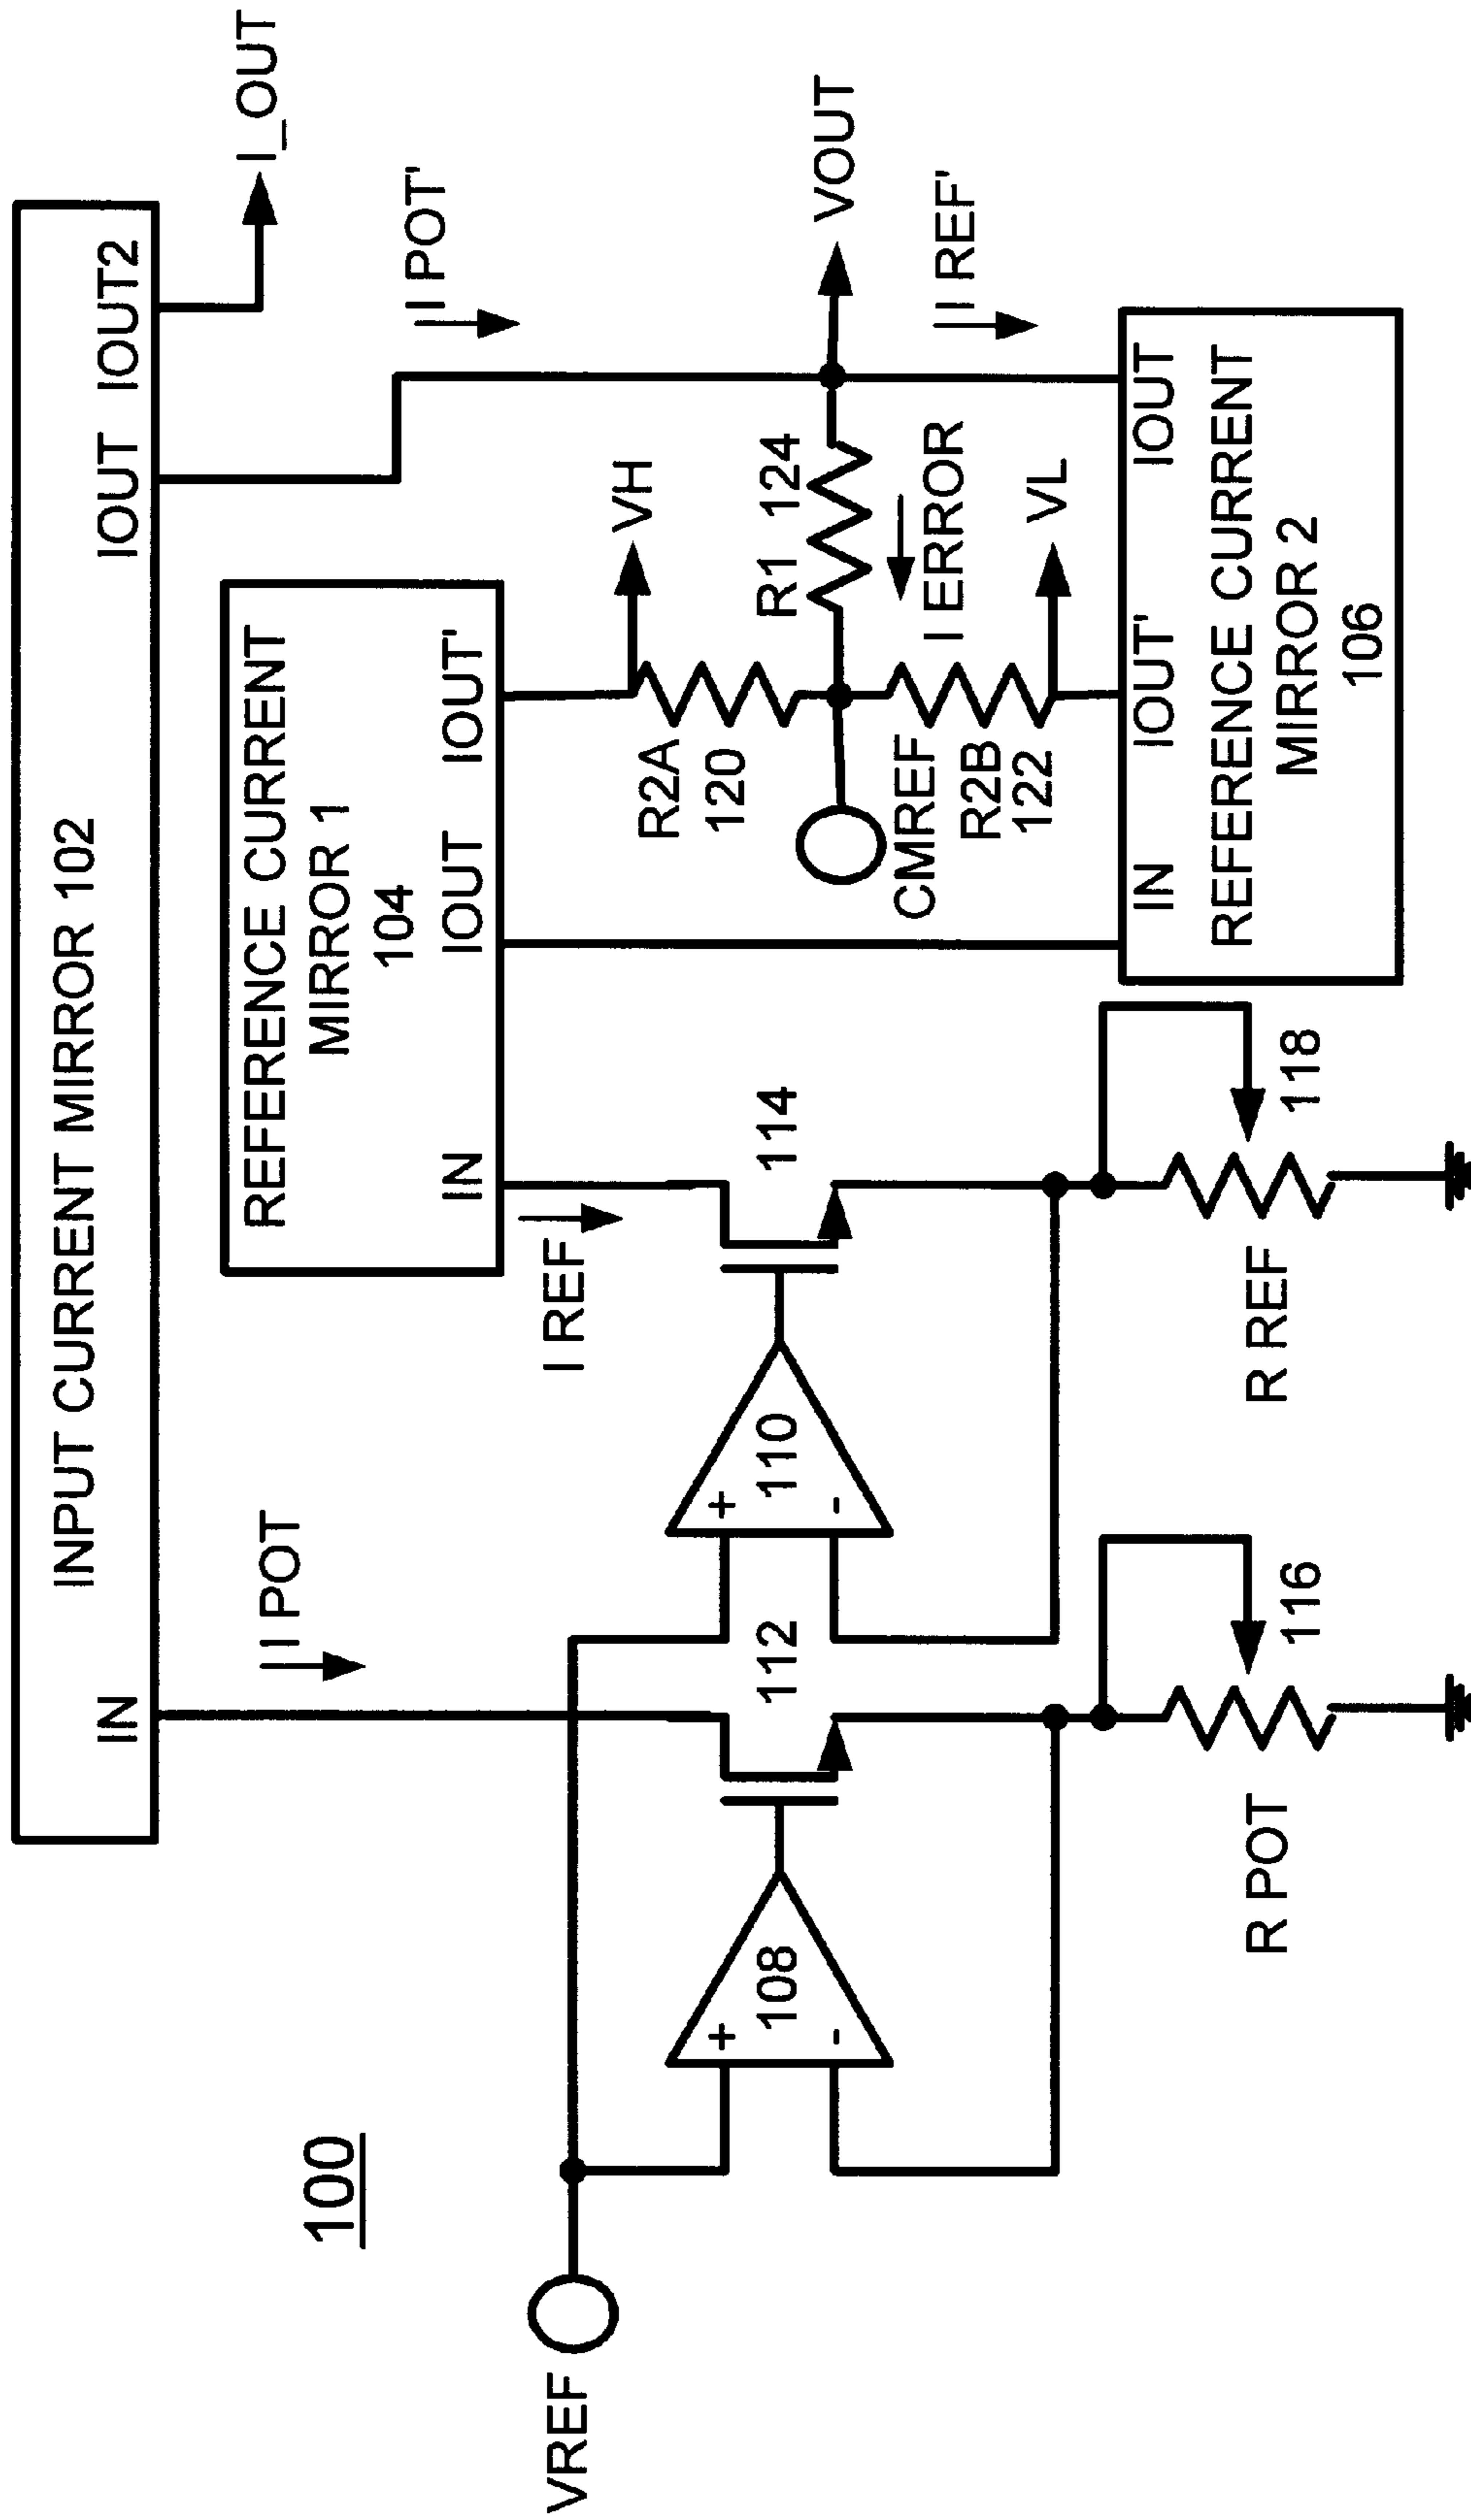 100
INPUT CURRENT MIRROR 102
IN
IOUT
IOUT2
I_OUT
I POT
I POT'
REFERENCE CURRENT
MIRROR 1
104
IN
IOUT
IOUT'
I REF
VREF
+
-
108
112
+
-
110
114
VH
R2A
120
R1 124
VOUT
CMREF
I ERROR
R2B
122
VL
I REF'
IN
IOUT'
IOUT
REFERENCE CURRENT
MIRROR 2
106
R POT
116
R REF
118